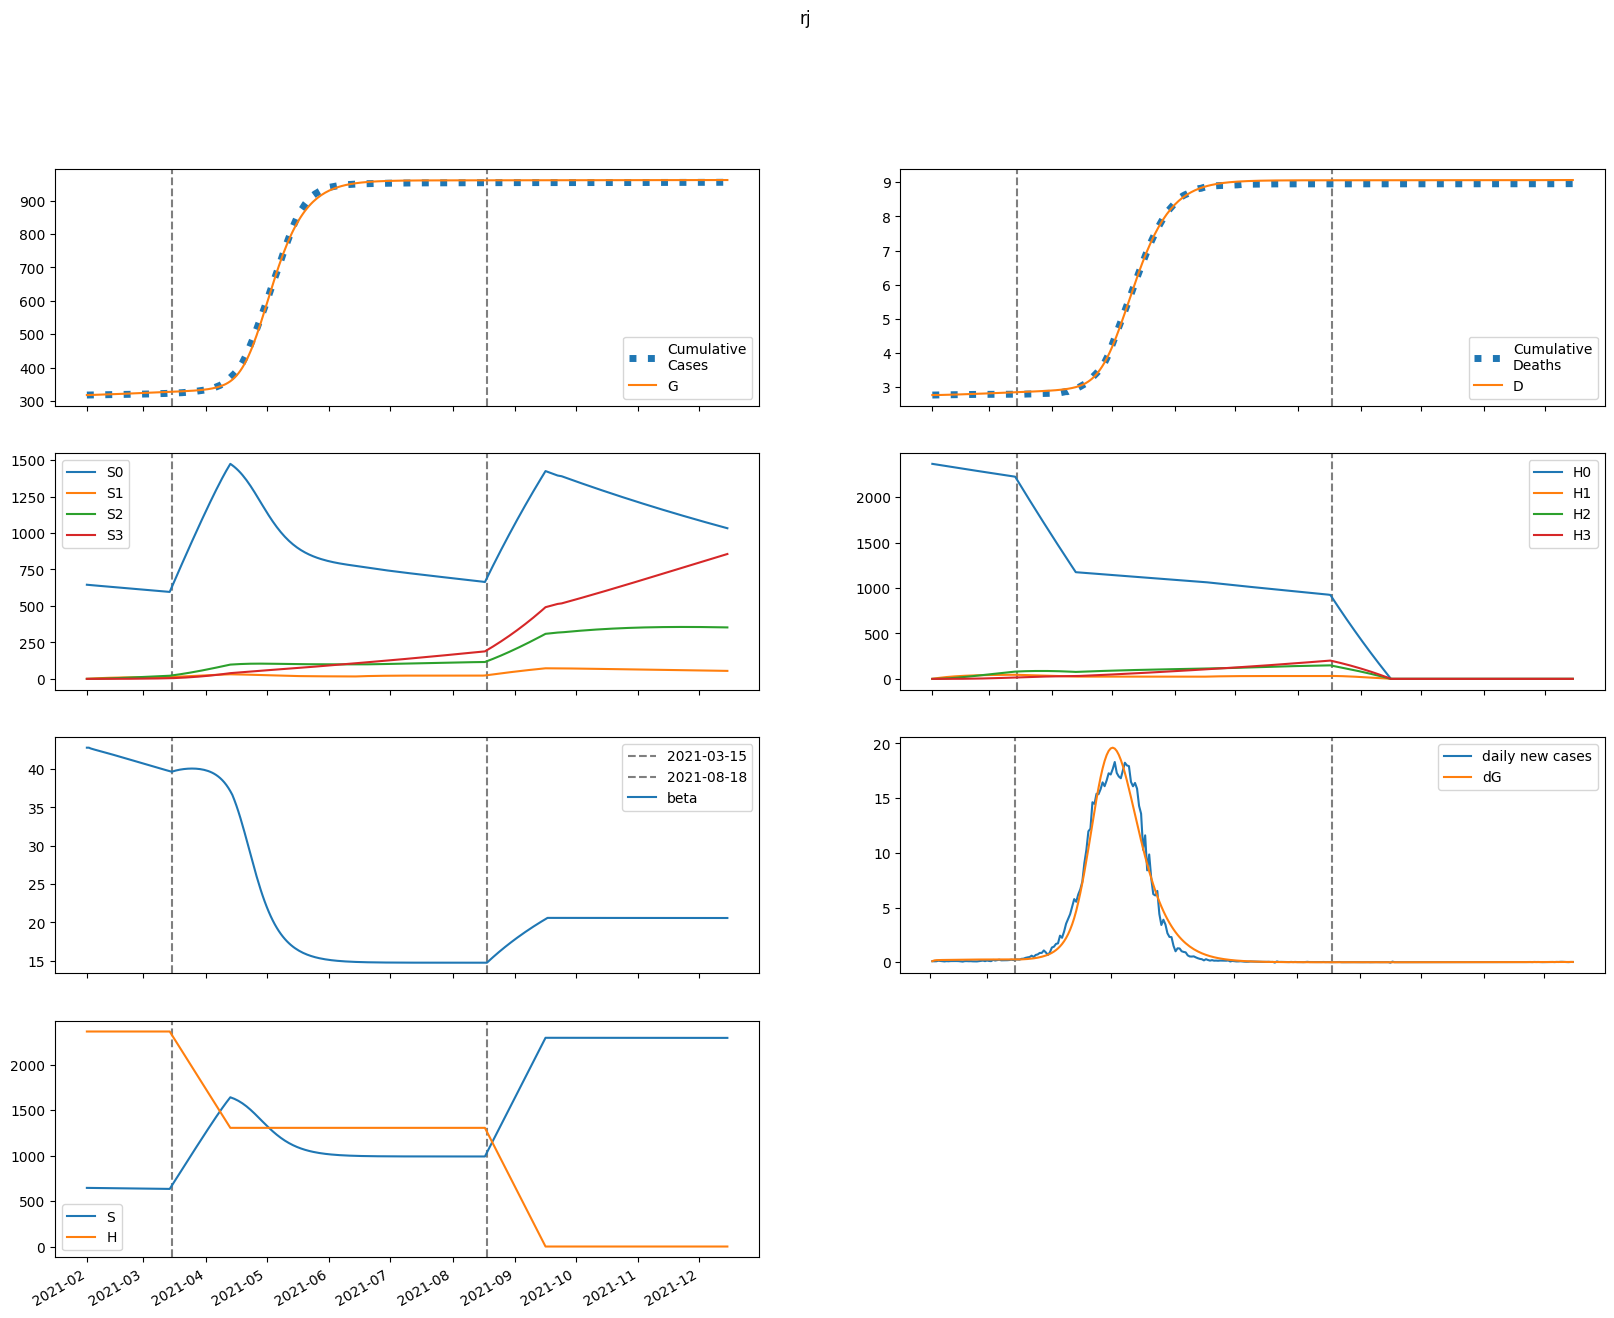 rj
900
800
700
600
500
400
300
Cumulative
Cases
G
9
8
7
6
5
4
3
Cumulative
Deaths
D
1500
1250
1000
750
500
250
0
S0
S1
S2
S3
2000
1500
1000
500
0
H0
H1
H2
H3
40
35
30
25
20
15
2021-03-15
2021-08-18
beta
20
15
10
5
0
daily new cases
dG
2000
1500
1000
500
0
S
H
2021-02
2021-03
2021-04
2021-05
2021-06
2021-07
2021-08
2021-09
2021-10
2021-11
2021-12